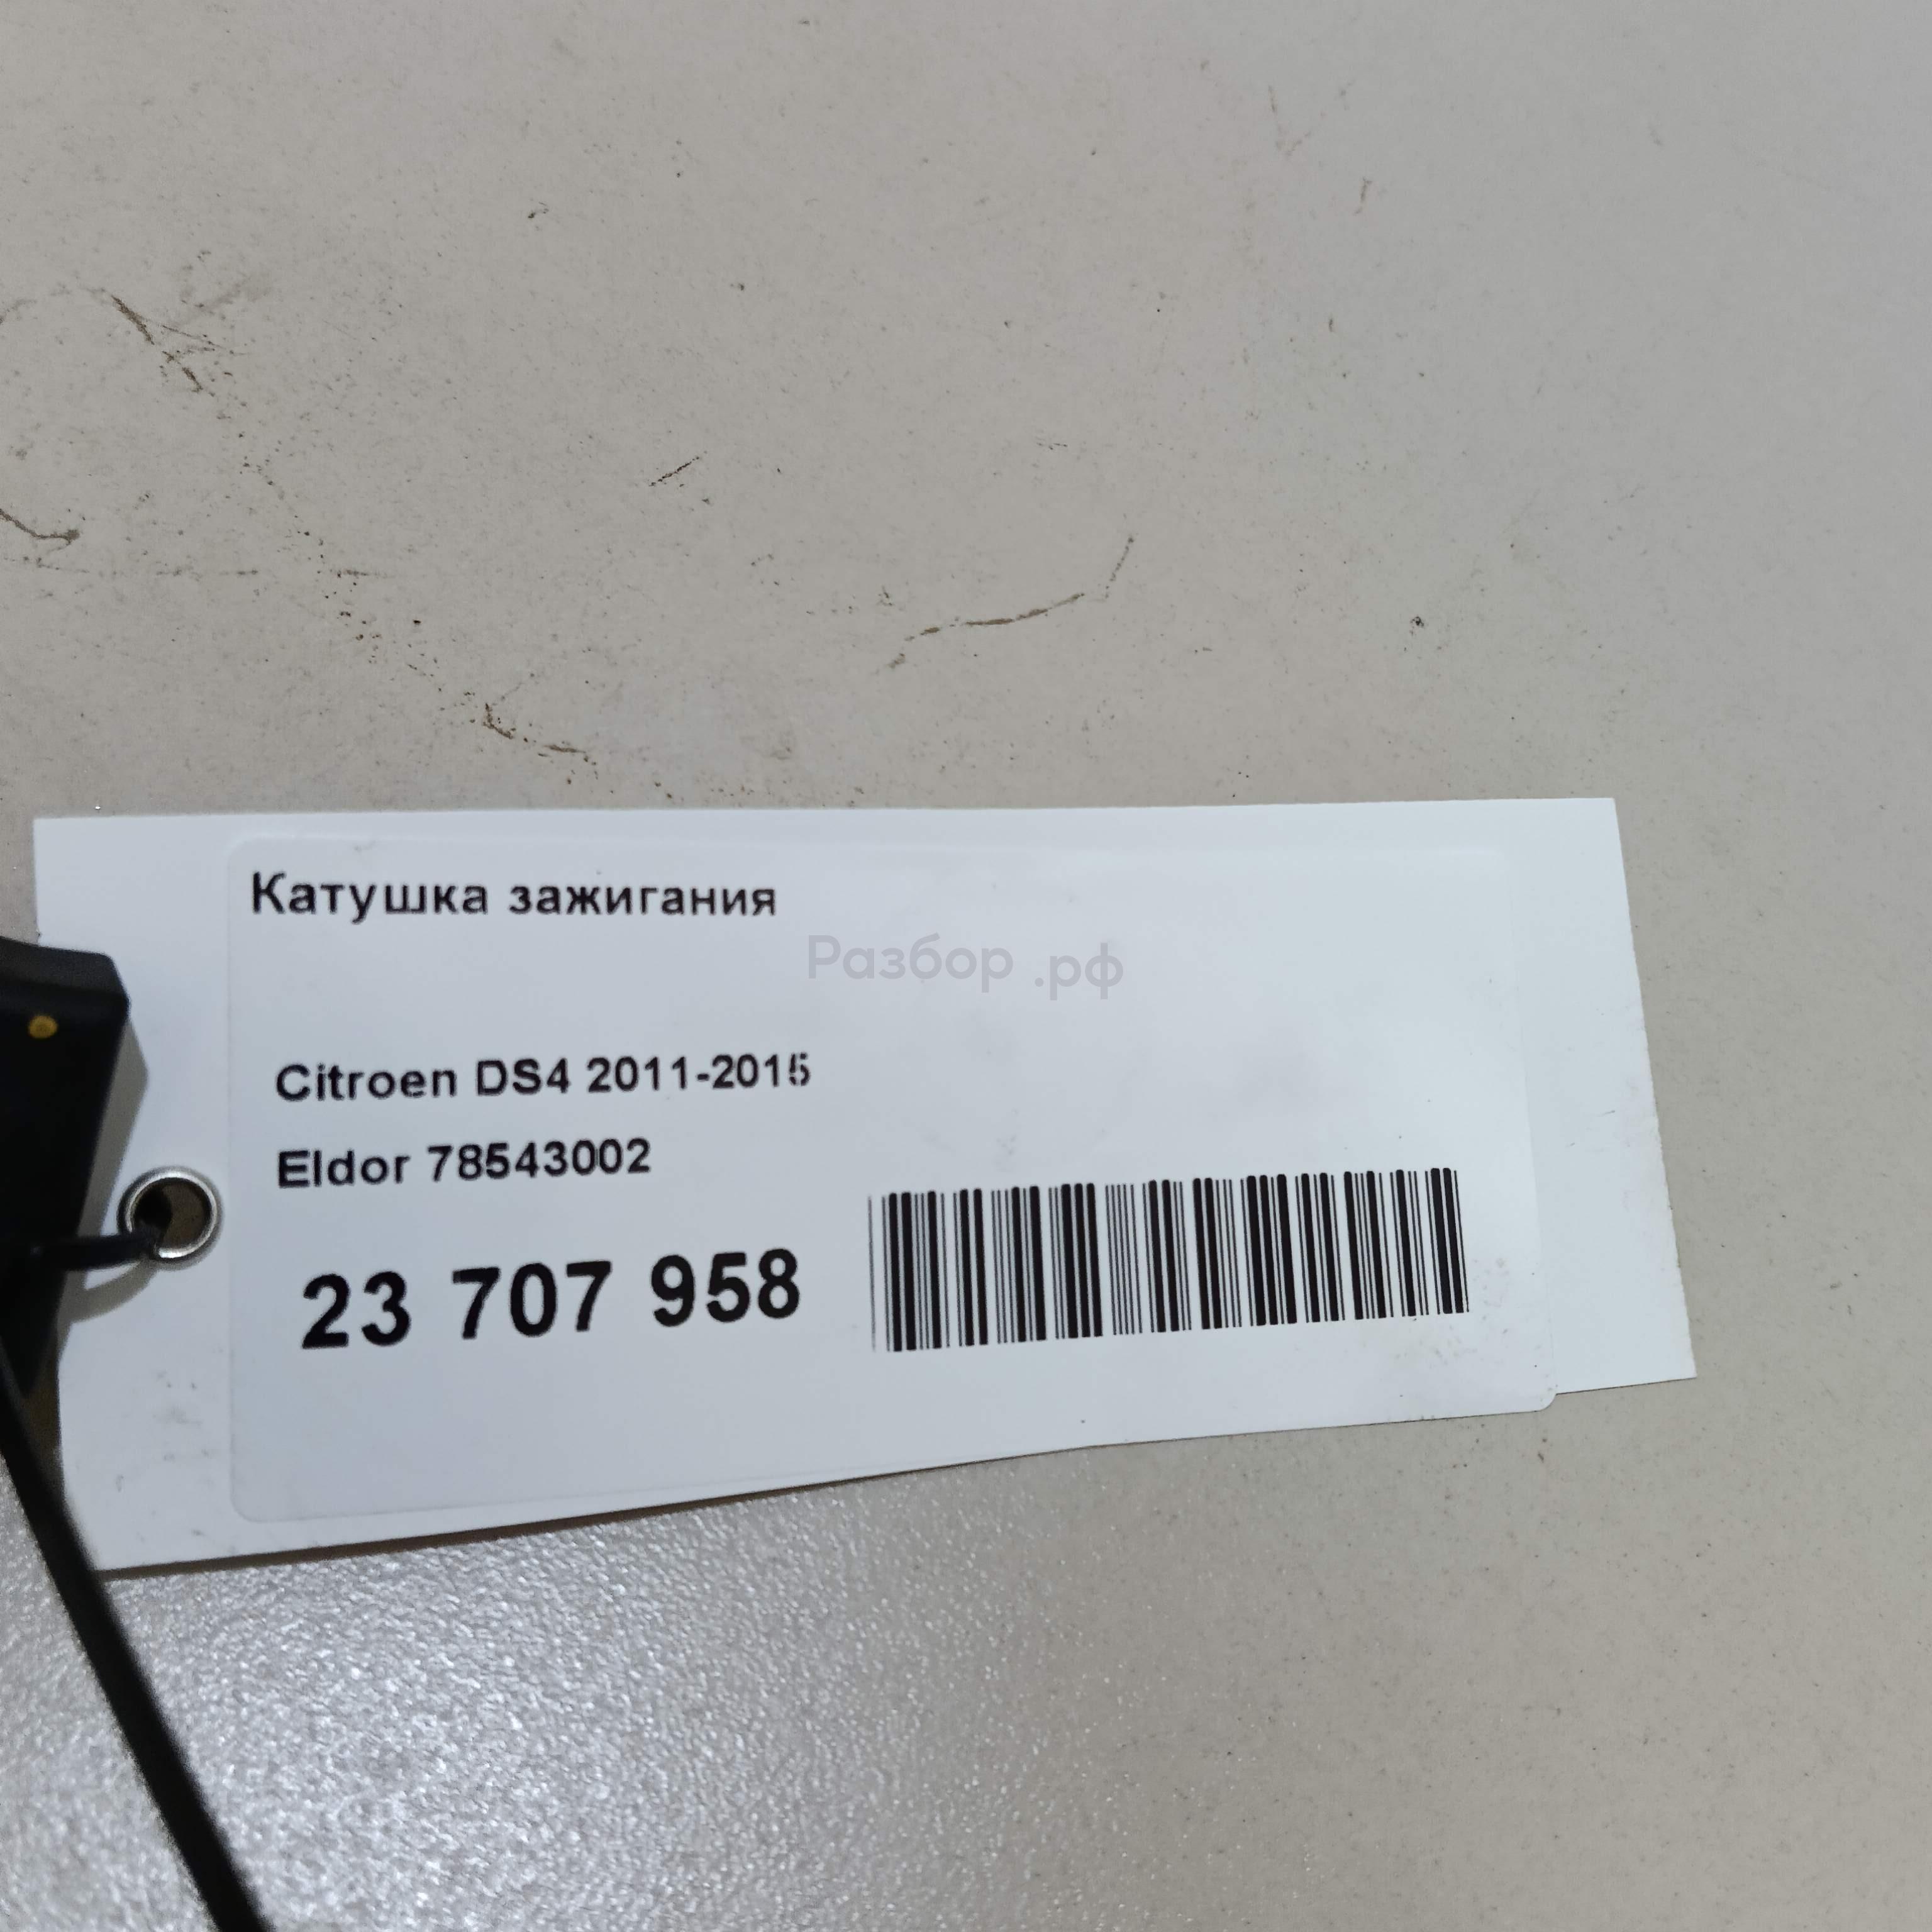 Катушка зажигания
Разбор .рф
Citroen DS4 2011-2015
Eldor 78543002
23 707 958